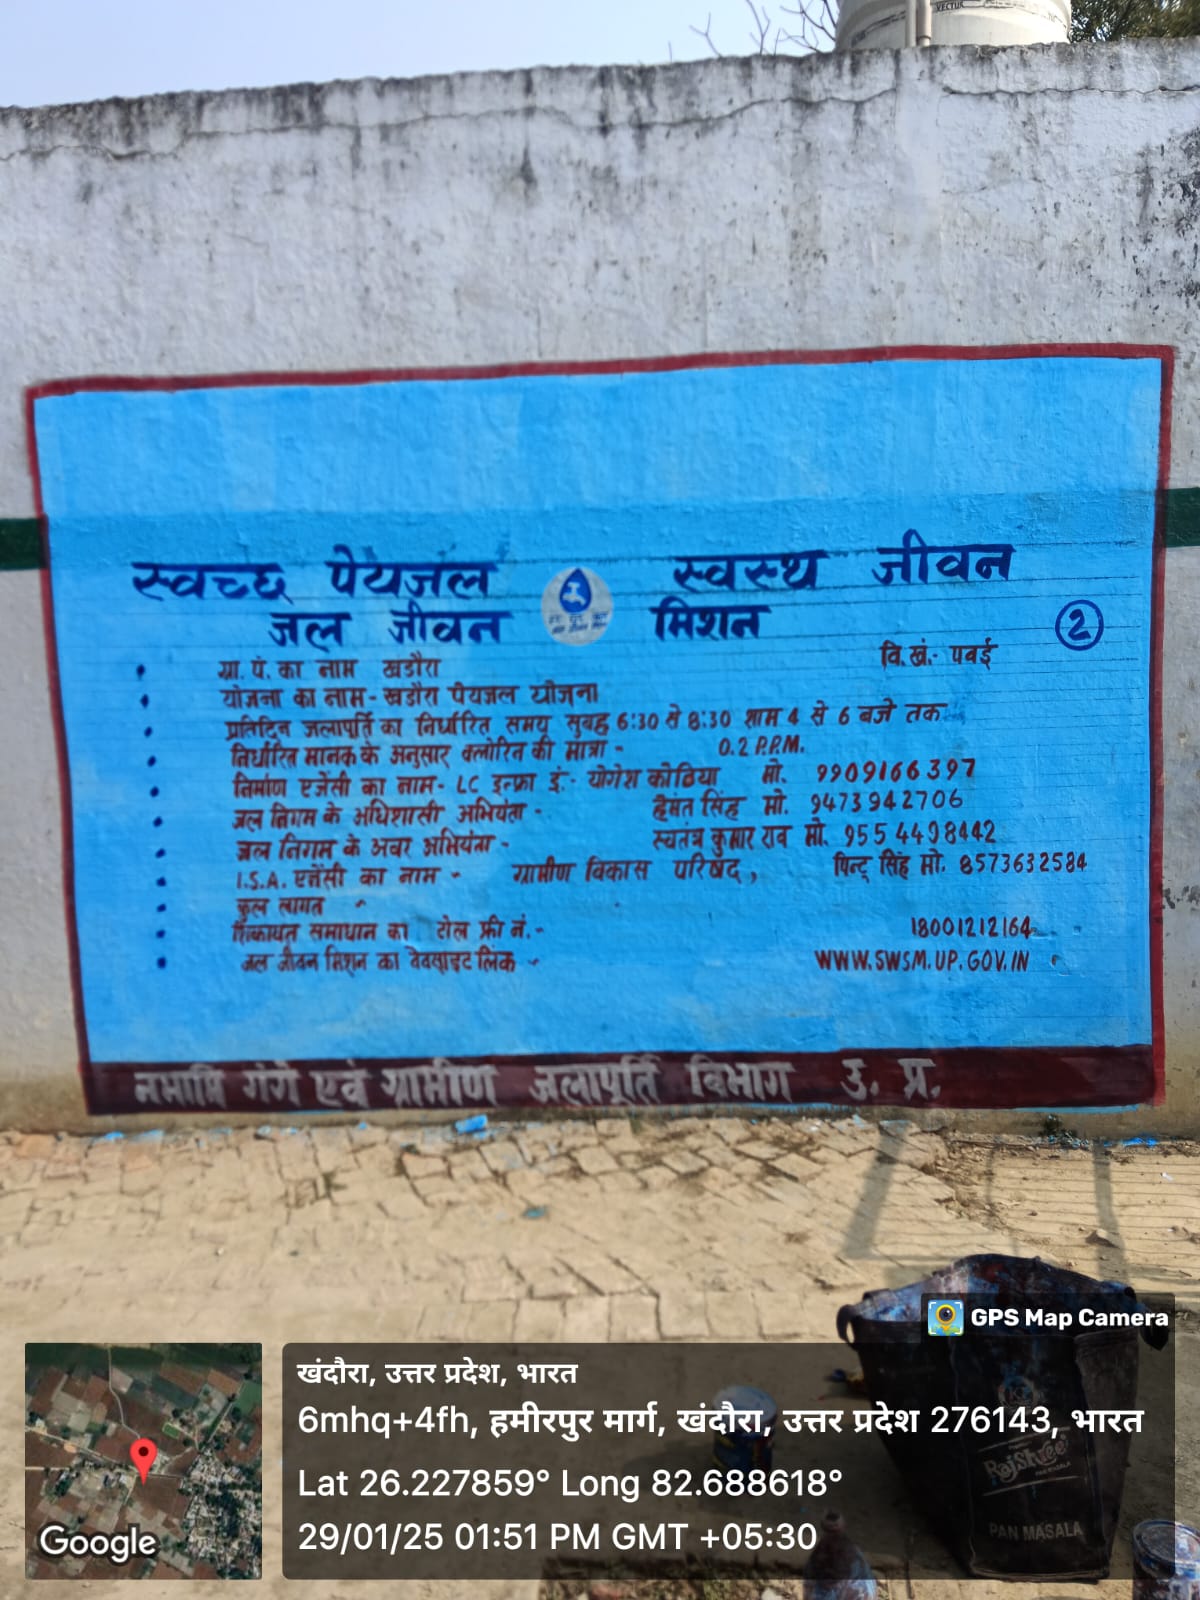 VECTUS
स्वच्छ पेयजल स्वस्थ जीवन
जल जीवन मिशन
2
ग्रा. पं. का नाम खडौरा वि.खं.- पवई
योजना का नाम- खडौरा पेयजल योजना
प्रतिदिन जलापूर्ति का निर्धारित समय सुबह 6:30 से 8:30 शाम 4 से 6 बजे तक
निर्धारित मानक के अनुसार क्लोरिन की मात्रा - 0.2 P.P.M.
निर्माण एजेंसी का नाम- LC इन्फ्रा इं.- योगेश कोठिया मो. 9909166397
जल निगम के अधिशासी अभियंता - हेमंत सिंह मो. 9473942706
जल निगम के अवर अभियंता - स्वतंत्र कुमार राव मो. 9554498442
I.S.A. एजेंसी का नाम - ग्रामीण विकास परिषद, पिन्टू सिंह मो. 8573632584
कुल लागत -
शिकायत समाधान का टोल फ्री नं.- 18001212164
जल जीवन मिशन का वेवसाइट लिंक - WWW.SWSM.UP.GOV.IN
नमामि गंगे एवं ग्रामीण जलापूर्ति विभाग उ. प्र.
GPS Map Camera
खंदौरा, उत्तर प्रदेश, भारत
6mhq+4fh, हमीरपुर मार्ग, खंदौरा, उत्तर प्रदेश 276143, भारत
Lat 26.227859° Long 82.688618°
29/01/25 01:51 PM GMT +05:30
Google
Rajshree
PAN MASALA